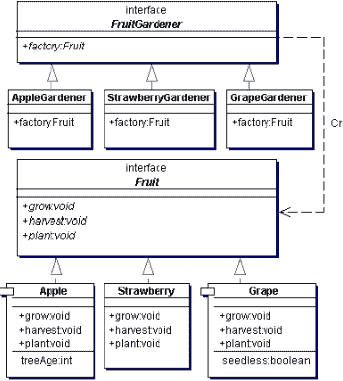 interface
FruitGardener
+factory:Fruit
AppleGardener
+factory:Fruit
StrawberryGardener
+factory:Fruit
GrapeGardener
+factory:Fruit
Cr
interface
Fruit
+grow:void
+harvest:void
+plant:void
Apple
+grow:void
+harvest:void
+plant:void
treeAge:int
Strawberry
+grow:void
+harvest:void
+plant:void
Grape
+grow:void
+harvest:void
+plant:void
seedless:boolean